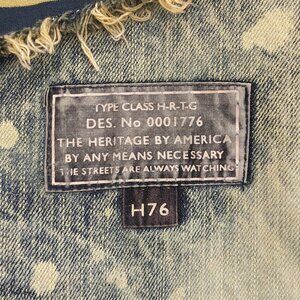 TYPE CLASS H-R-T-G
DES. No 0001776
THE HERITAGE BY AMERICA
BY ANY MEANS NECESSARY
THE STREETS ARE ALWAYS WATCHING
H76